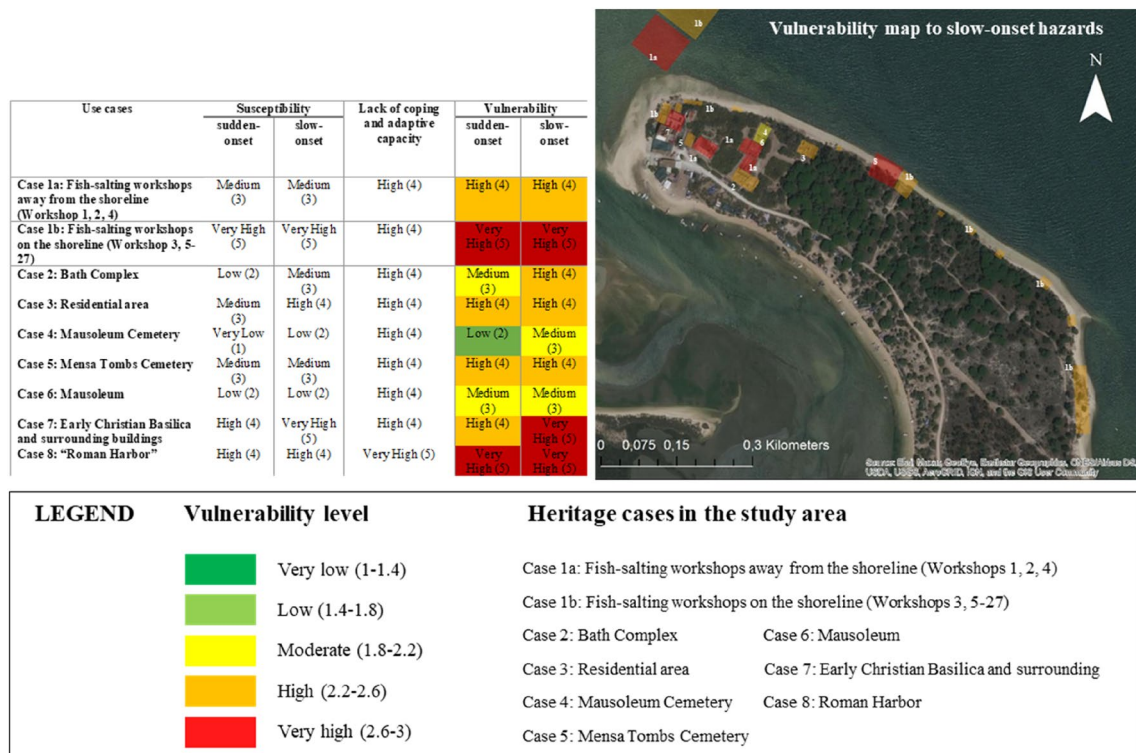 Use cases Susceptibility Lack of coping and adaptive capacity Vulnerability
sudden-onset slow-onset sudden-onset slow-onset
Case 1a: Fish-salting workshops away from the shoreline (Workshop 1, 2, 4) Medium (3) Medium (3) High (4) High (4) High (4)
Case 1b: Fish-salting workshops on the shoreline (Workshop 3, 5-27) Very High (5) Very High (5) High (4) Very High (5) Very High (5)
Case 2: Bath Complex Low (2) Medium (3) High (4) Medium (3) High (4)
Case 3: Residential area Medium (3) High (4) High (4) High (4) High (4)
Case 4: Mausoleum Cemetery Very Low (1) Low (2) High (4) Low (2) Medium (3)
Case 5: Mensa Tombs Cemetery Medium (3) Medium (3) High (4) High (4) High (4)
Case 6: Mausoleum Low (2) Low (2) High (4) Medium (3) Medium (3)
Case 7: Early Christian Basilica and surrounding buildings High (4) Very High (5) High (4) High (4) Very High (5)
Case 8: “Roman Harbor” High (4) High (4) Very High (5) Very High (5) Very High (5)
Vulnerability map to slow-onset hazards
N
1b
1a
1b
1b
7
5
1a
1a
4
6
1a
2
3
8
1b
1b
1b
1b
0 0,075 0,15 0,3 Kilometers
LEGEND
Vulnerability level
Very low (1-1.4)
Low (1.4-1.8)
Moderate (1.8-2.2)
High (2.2-2.6)
Very high (2.6-3)
Heritage cases in the study area
Case 1a: Fish-salting workshops away from the shoreline (Workshops 1, 2, 4)
Case 1b: Fish-salting workshops on the shoreline (Workshops 3, 5-27)
Case 2: Bath Complex
Case 6: Mausoleum
Case 3: Residential area
Case 7: Early Christian Basilica and surrounding
Case 4: Mausoleum Cemetery
Case 8: Roman Harbor
Case 5: Mensa Tombs Cemetery